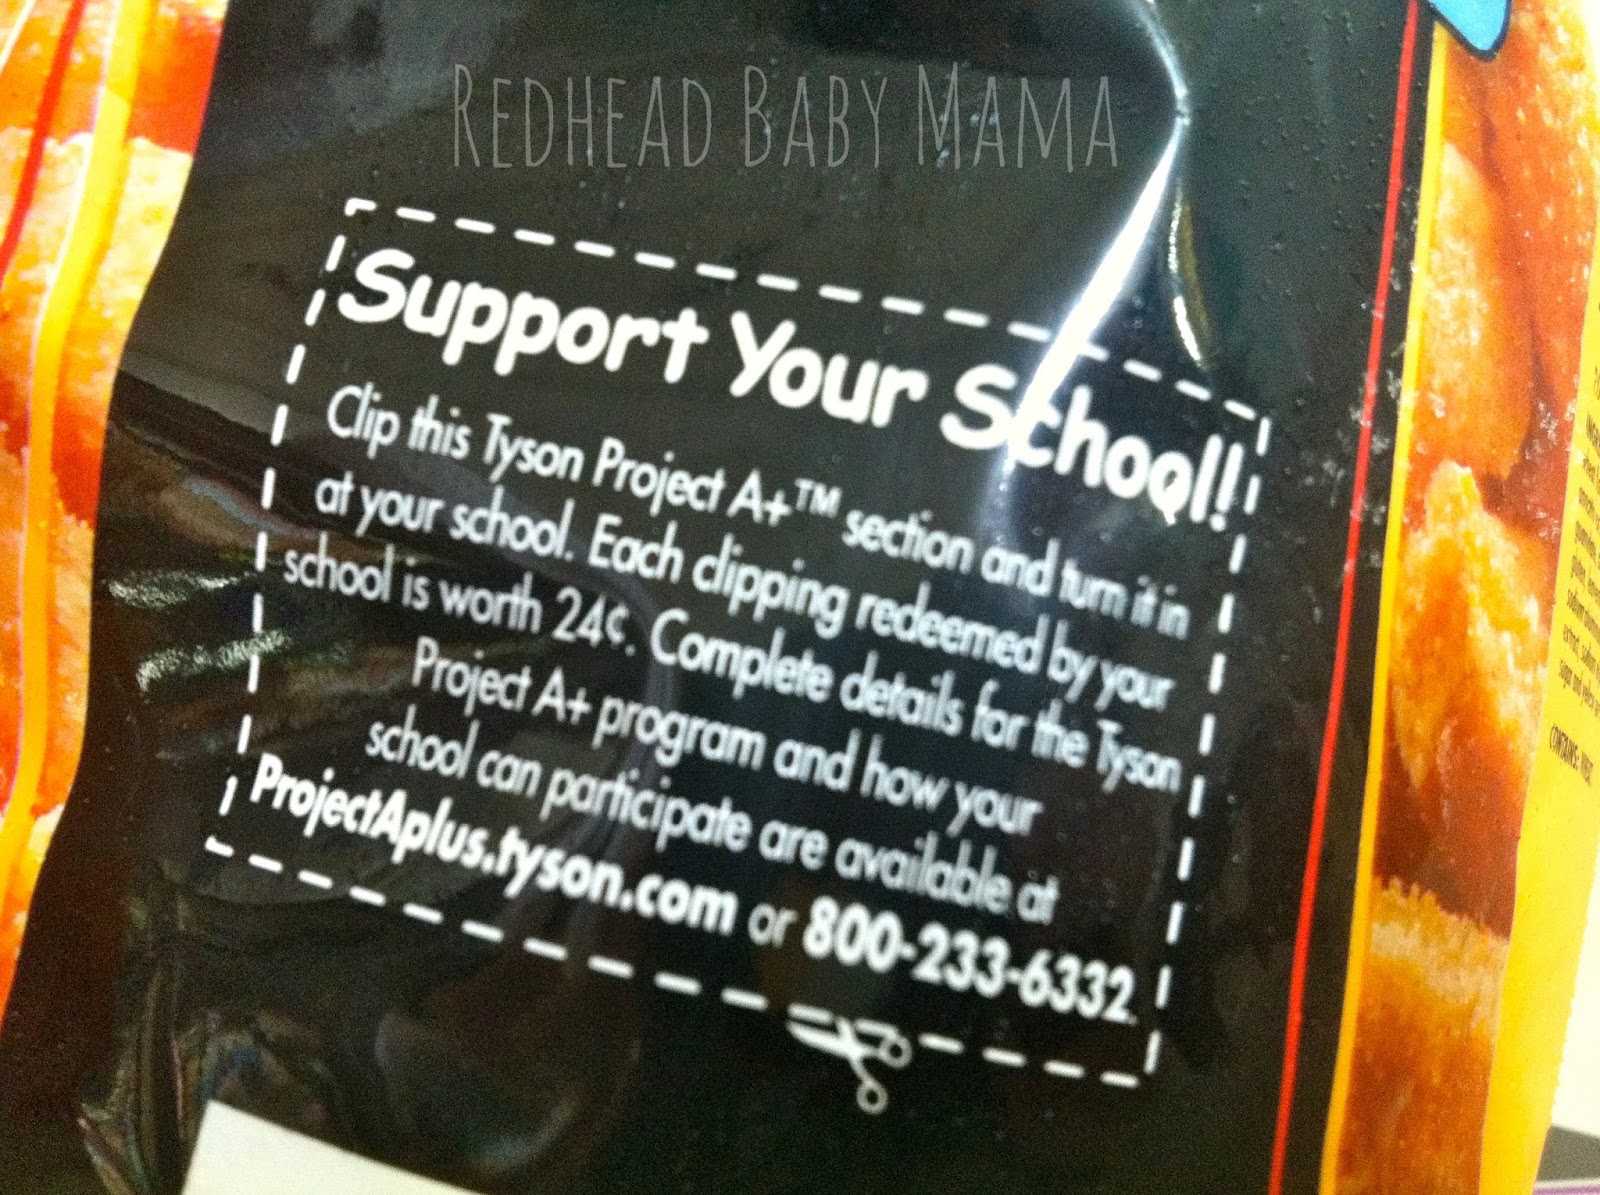 REDHEAD BABY MAMA
Support Your School!
Clip this Tyson Project A+™ section and turn it in
at your school. Each clipping redeemed by your
school is worth 24¢. Complete details for the Tyson
Project A+ program and how your
school can participate are available at
ProjectAplus.tyson.com or 800-233-6332